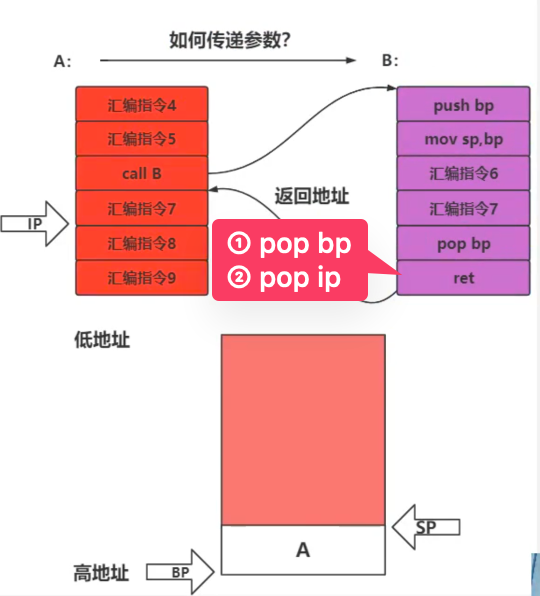 如何传递参数？
A：
B：
汇编指令4
汇编指令5
call B
汇编指令7
汇编指令8
汇编指令9
IP
返回地址
① pop bp
② pop ip
push bp
mov sp,bp
汇编指令6
汇编指令7
pop bp
ret
低地址
SP
A
高地址
BP